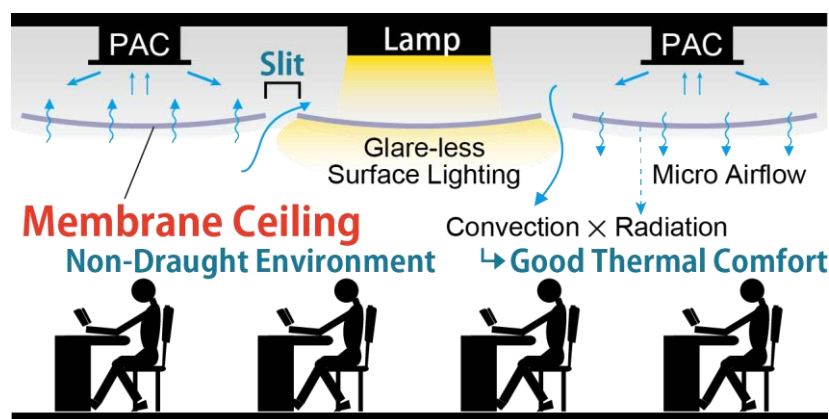 PAC
Lamp
PAC
Slit
Glare-less
Surface Lighting
Micro Airflow
Membrane Ceiling
Convection × Radiation
Non-Draught Environment
↳Good Thermal Comfort